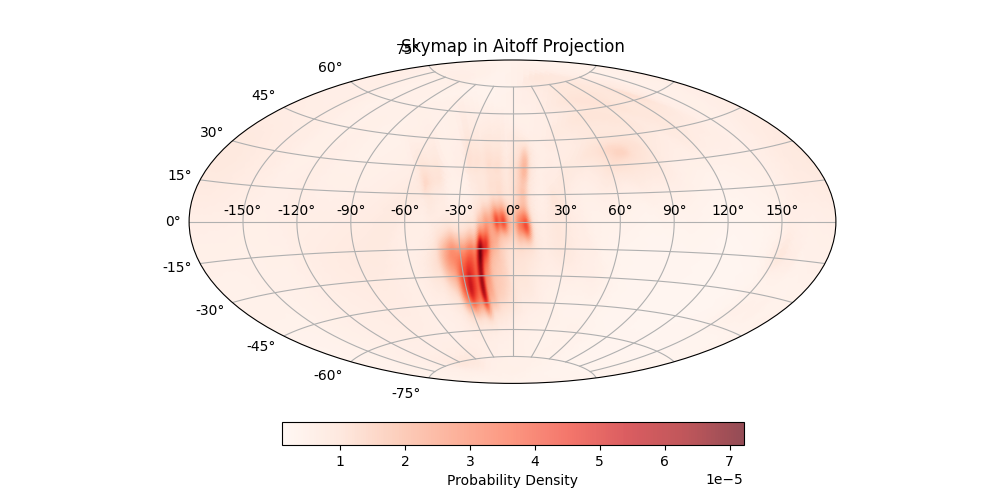 75°
Skymap in Aitoff Projection
60°
45°
30°
15°
-150° -120° -90° -60° -30° 0° 30° 60° 90° 120° 150°
0°
-15°
-30°
-45°
-60°
-75°
1 2 3 4 5 6 7
1e−5
Probability Density